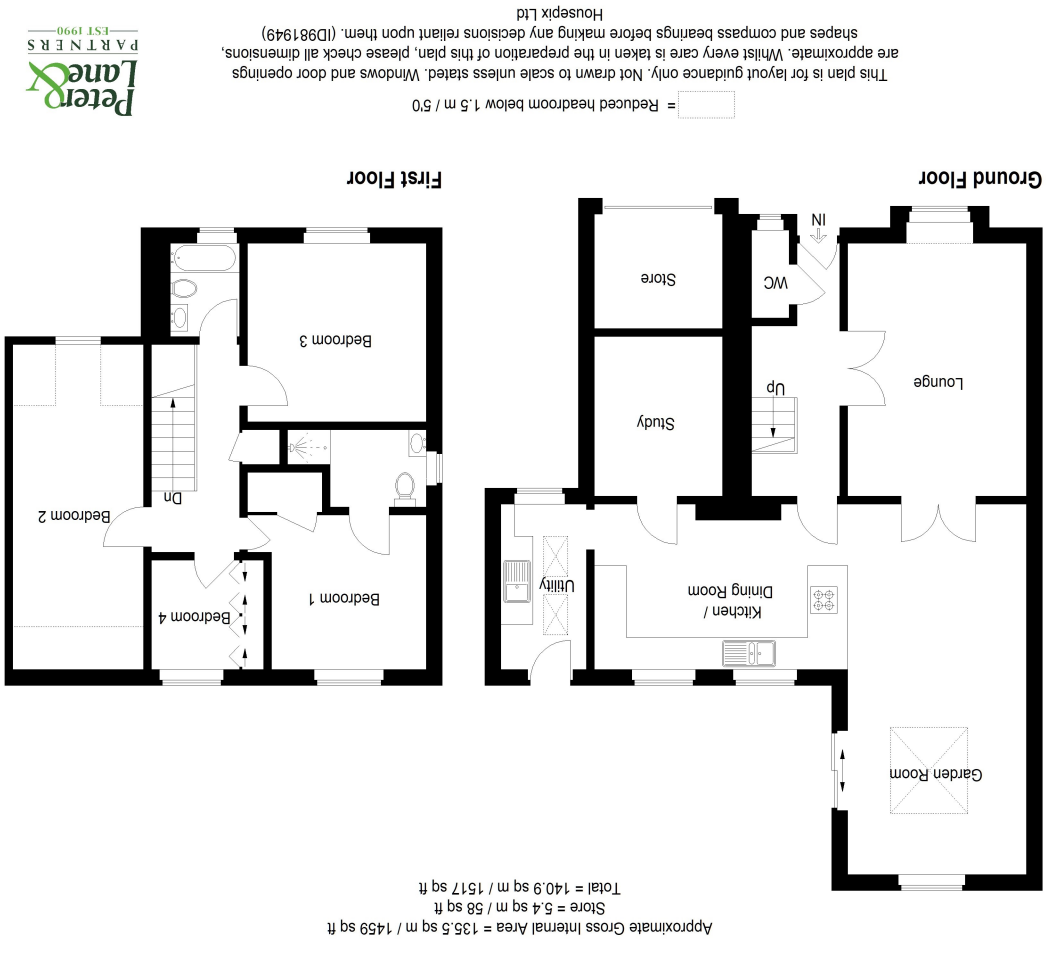 Approximate Gross Internal Area = 135.5 sq m / 1459 sq ft
Store = 5.4 sq m / 58 sq ft
Total = 140.9 sq m / 1517 sq ft
Garden Room
Kitchen /
Dining Room
Utility
Lounge
Up
Study
WC
Store
IN
Ground Floor
Bedroom 4
Bedroom 1
Bedroom 2
Dn
Bedroom 3
First Floor
= Reduced headroom below 1.5 m / 5'0
This plan is for layout guidance only. Not drawn to scale unless stated. Windows and door openings
are approximate. Whilst every care is taken in the preparation of this plan, please check all dimensions,
shapes and compass bearings before making any decisions reliant upon them. (ID981949)
Housepix Ltd
Peter &
Lane
PARTNERS
EST 1990